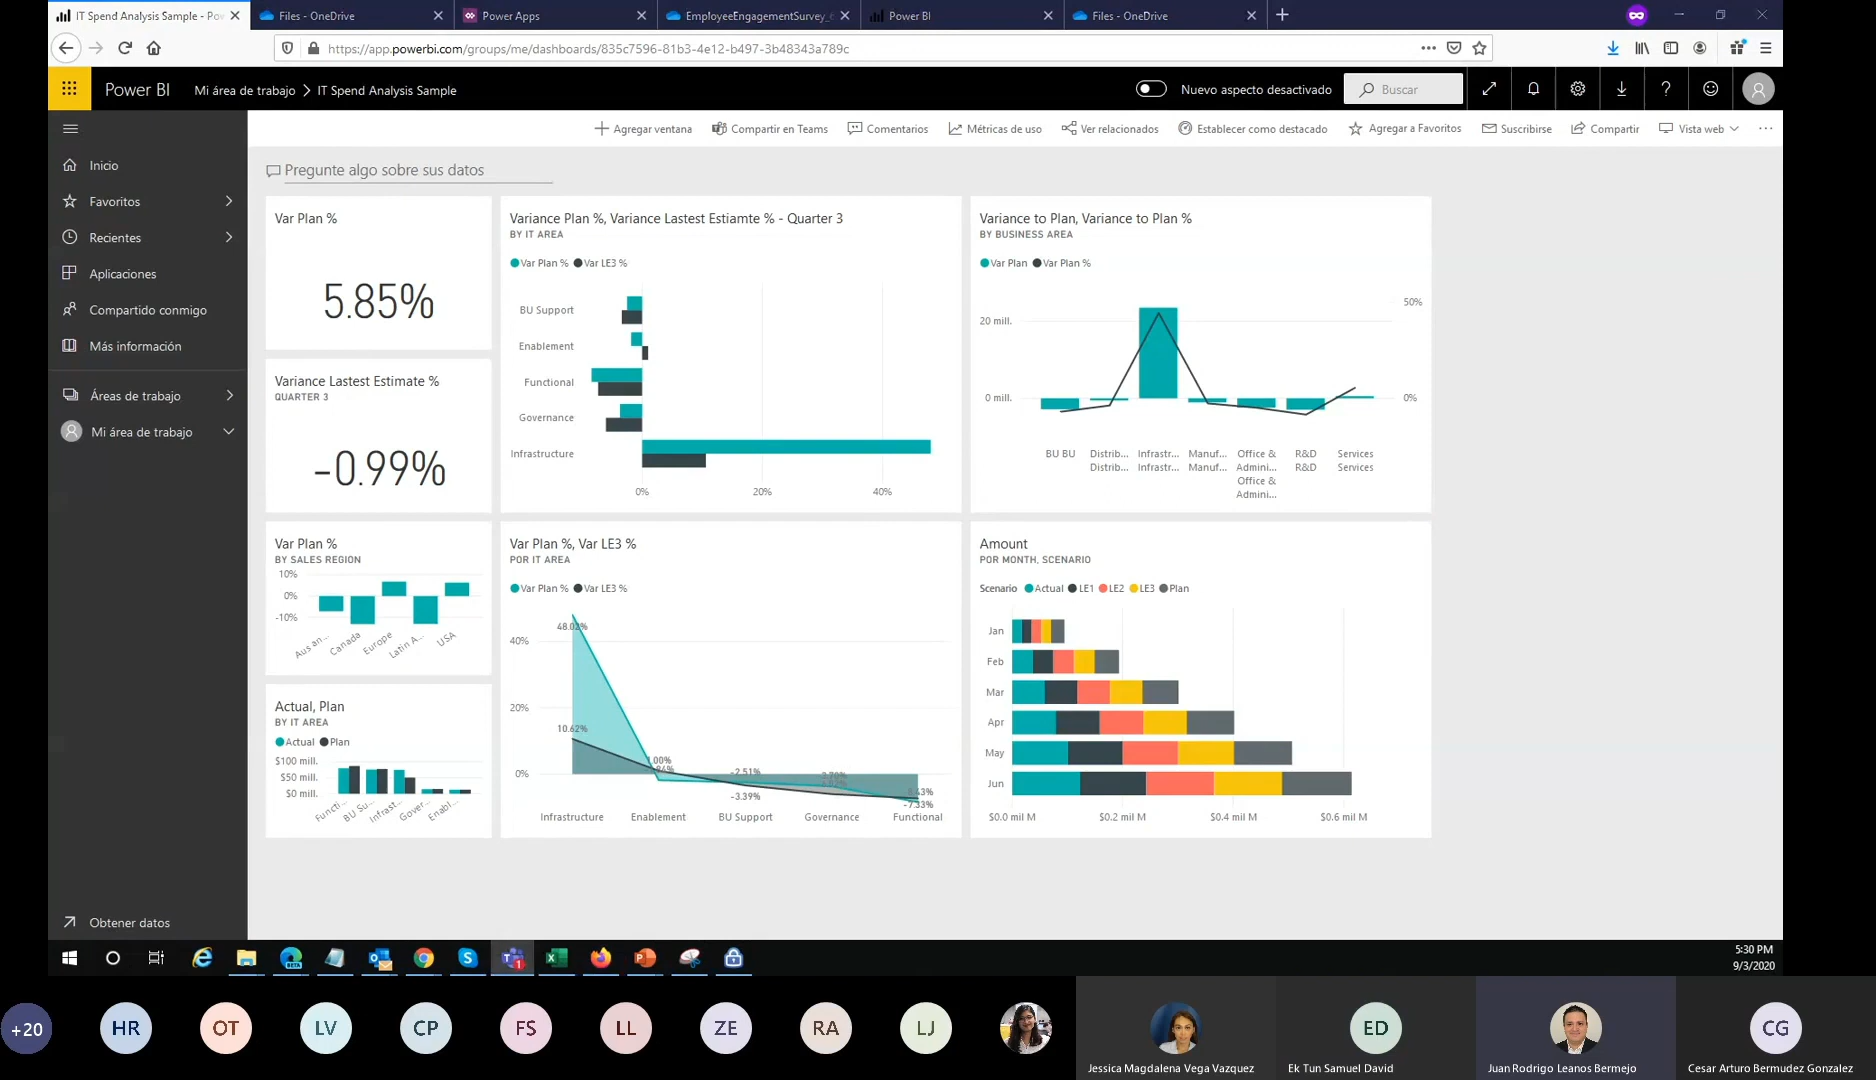 IT Spend Analysis Sample - Po
Files - OneDrive
Power Apps
EmployeeEngagementSurvey_
Power BI
Files - OneDrive
https://app.powerbi.com/groups/me/dashboards/835c7596-81b3-4e12-b497-3b48343a789c
Power BI
Mi área de trabajo > IT Spend Analysis Sample
Nuevo aspecto desactivado
Buscar
Agregar ventana
Compartir en Teams
Comentarios
Métricas de uso
Ver relacionados
Establecer como destacado
Agregar a Favoritos
Suscribirse
Compartir
Vista web
Inicio
Favoritos
Recientes
Aplicaciones
Compartido conmigo
Más información
Áreas de trabajo
Mi área de trabajo
Obtener datos
Pregunte algo sobre sus datos
Var Plan %
5.85%
Variance Lastest Estimate %
QUARTER 3
-0.99%
Variance Plan %, Variance Lastest Estiamte % - Quarter 3
BY IT AREA
Var Plan % Var LE3 %
BU Support
Enablement
Functional
Governance
Infrastructure
0% 20% 40%
Variance to Plan, Variance to Plan %
BY BUSINESS AREA
Var Plan Var Plan %
50%
20 mill.
0 mill.
0%
BU BU Distrib... Infrastr... Manuf... Office & R&D Services
Distrib... Infrastr... Manuf... Admini... R&D Services
Office &
Admini...
Var Plan %
BY SALES REGION
10%
0%
-10%
Aus an... Canada Europe Latin A... USA
Actual, Plan
BY IT AREA
Actual Plan
$100 mill.
$50 mill.
$0 mill.
Functi... BU Su... Infrast... Gover... Enabl...
Var Plan %, Var LE3 %
POR IT AREA
Var Plan % Var LE3 %
48.02%
40%
20%
10.62%
1.00%
-2.51%
0%
-3.39%
-7.33%
Infrastructure Enablement BU Support Governance Functional
Amount
POR MONTH, SCENARIO
Scenario Actual LE1 LE2 LE3 Plan
Jan
Feb
Mar
Apr
May
Jun
$0.0 mil M $0.2 mil M $0.4 mil M $0.6 mil M
5:30 PM
9/3/2020
+20
HR
OT
LV
CP
FS
LL
ZE
RA
LJ
ED
CG
Jessica Magdalena Vega Vazquez
Ek Tun Samuel David
Juan Rodrigo Leanos Bermejo
Cesar Arturo Bermudez Gonzalez